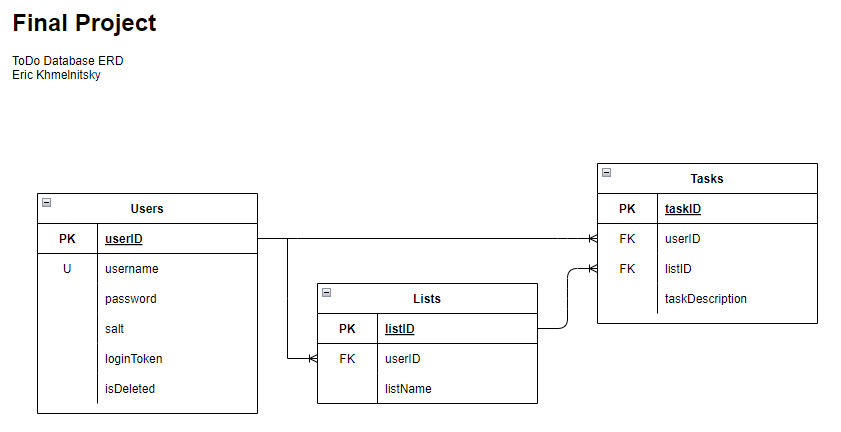 Final Project
ToDo Database ERD
Eric Khmelnitsky
Users
PK userID
U username
password
salt
loginToken
isDeleted
Lists
PK listID
FK userID
listName
Tasks
PK taskID
FK userID
FK listID
taskDescription